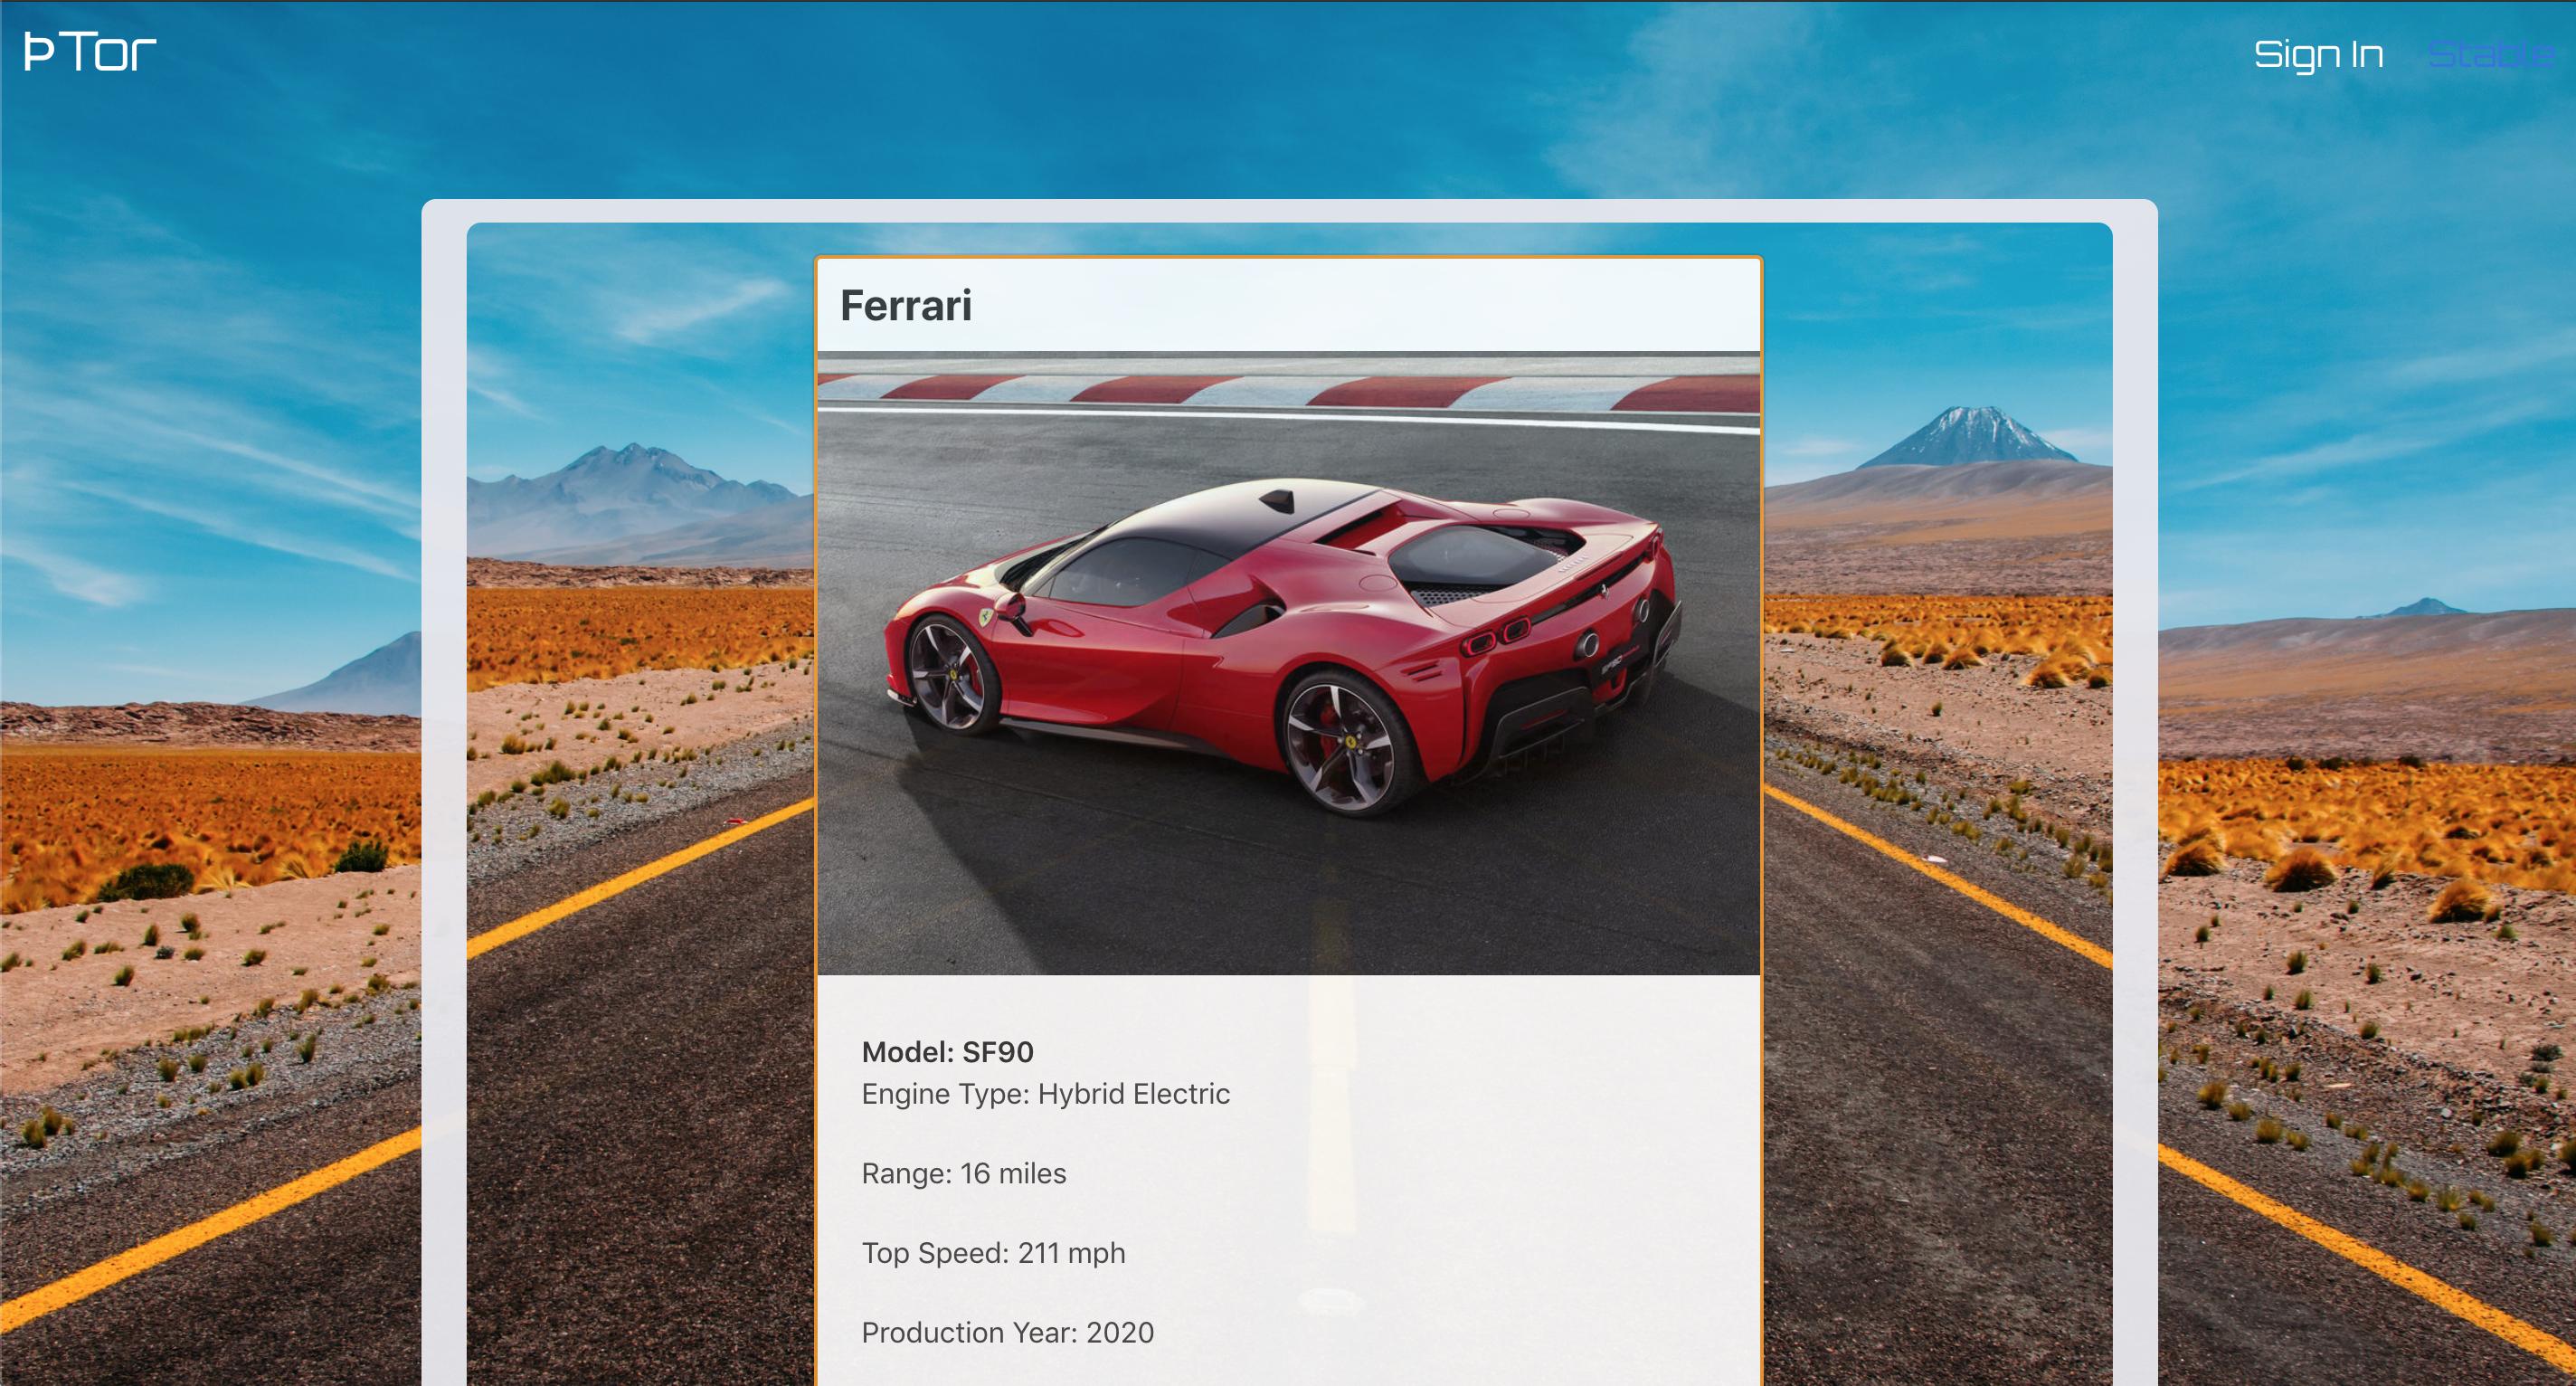 ÞTor
Sign In
Stable
Ferrari
SF90
Model: SF90
Engine Type: Hybrid Electric
Range: 16 miles
Top Speed: 211 mph
Production Year: 2020